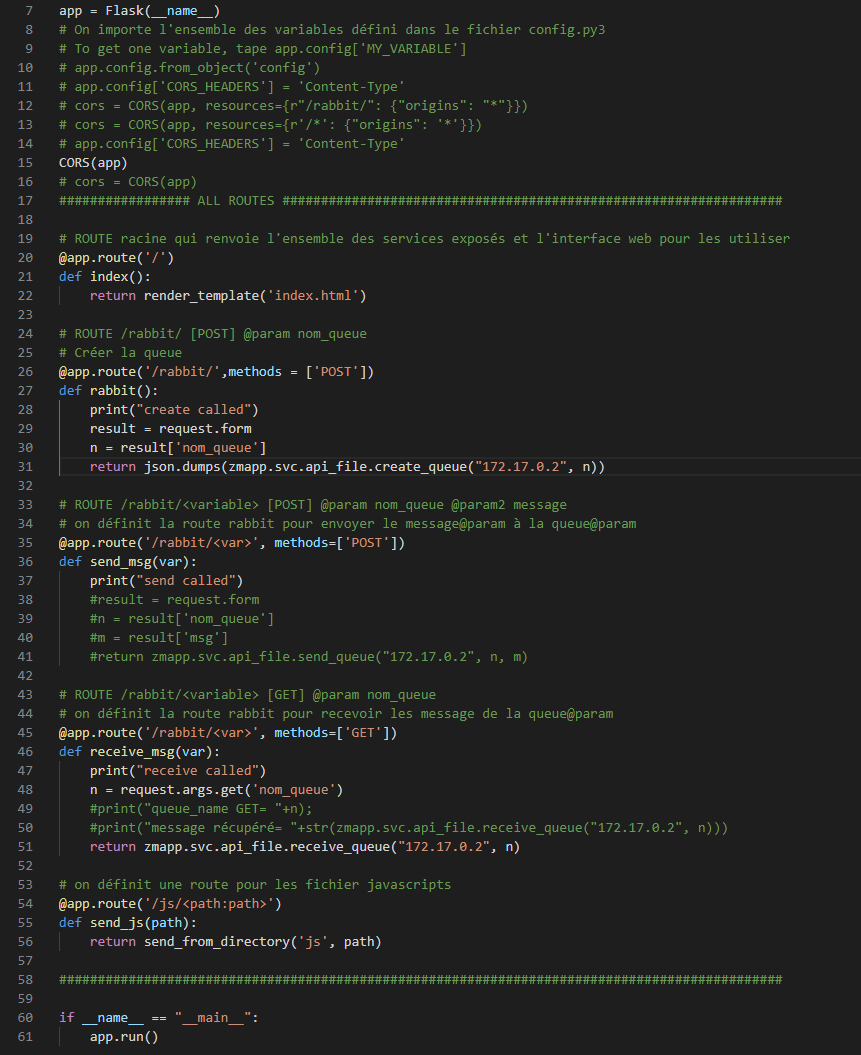 7 app = Flask(__name__)
8 # On importe l'ensemble des variables défini dans le fichier config.py3
9 # To get one variable, tape app.config['MY_VARIABLE']
10 # app.config.from_object('config')
11 # app.config['CORS_HEADERS'] = 'Content-Type'
12 # cors = CORS(app, resources={r"/rabbit/": {"origins": "*"}})
13 # cors = CORS(app, resources={r'/*': {"origins": '*'}})
14 # app.config['CORS_HEADERS'] = 'Content-Type'
15 CORS(app)
16 # cors = CORS(app)
17 ################# ALL ROUTES #################################################################
18
19 # ROUTE racine qui renvoie l'ensemble des services exposés et l'interface web pour les utiliser
20 @app.route('/')
21 def index():
22     return render_template('index.html')
23
24 # ROUTE /rabbit/ [POST] @param nom_queue
25 # Créer la queue
26 @app.route('/rabbit/',methods = ['POST'])
27 def rabbit():
28     print("create called")
29     result = request.form
30     n = result['nom_queue']
31     return json.dumps(zmapp.svc.api_file.create_queue("172.17.0.2", n))
32
33 # ROUTE /rabbit/<variable> [POST] @param nom_queue @param2 message
34 # on définit la route rabbit pour envoyer le message@param à la queue@param
35 @app.route('/rabbit/<var>', methods=['POST'])
36 def send_msg(var):
37     print("send called")
38     #result = request.form
39     #n = result['nom_queue']
40     #m = result['msg']
41     #return zmapp.svc.api_file.send_queue("172.17.0.2", n, m)
42
43 # ROUTE /rabbit/<variable> [GET] @param nom_queue
44 # on définit la route rabbit pour recevoir les message de la queue@param
45 @app.route('/rabbit/<var>', methods=['GET'])
46 def receive_msg(var):
47     print("receive called")
48     n = request.args.get('nom_queue')
49     #print("queue_name GET= "+n);
50     #print("message récupéré= "+str(zmapp.svc.api_file.receive_queue("172.17.0.2", n)))
51     return zmapp.svc.api_file.receive_queue("172.17.0.2", n)
52
53 # on définit une route pour les fichier javascripts
54 @app.route('/js/<path:path>')
55 def send_js(path):
56     return send_from_directory('js', path)
57
58 ##############################################################################################
59
60 if __name__ == "__main__":
61     app.run()